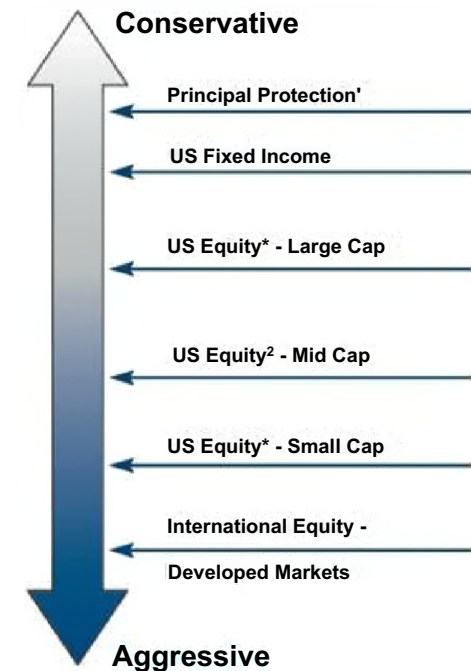 Conservative
Principal Protection'
US Fixed Income
US Equity* - Large Cap
US Equity² - Mid Cap
US Equity* - Small Cap
International Equity -
Developed Markets
Aggressive